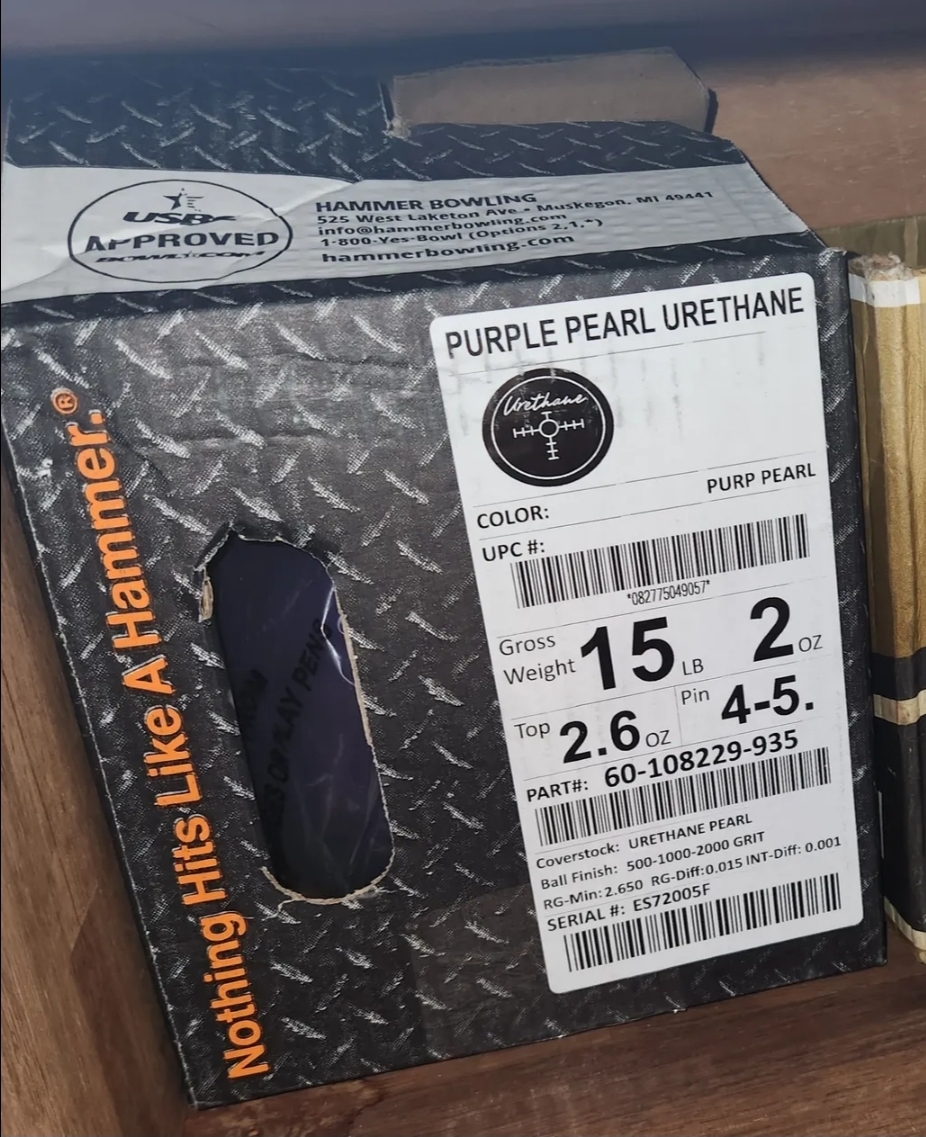 USBC
APPROVED
BOWL.COM
HAMMER BOWLING
525 West Laketon Ave. • Muskegon, MI 49441
info@hammerbowling.com
1-800-Yes-Bowl (Options 2,1,*)
hammerbowling.com
Nothing Hits Like A Hammer.®
PURPLE PEARL URETHANE
Urethane
COLOR: PURP PEARL
UPC #:
*082775049057*
Gross Weight 15 LB 2 OZ
Top 2.6 OZ Pin 4-5.
PART#: 60-108229-935
Coverstock: URETHANE PEARL
Ball Finish: 500-1000-2000 GRIT
RG-Min: 2.650 RG-Diff: 0.015 INT-Diff: 0.001
SERIAL #: ES72005F